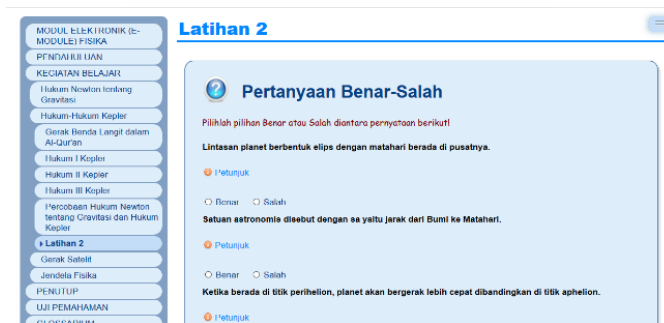 MODUL ELEKTRONIK (E-
MODULE) FISIKA
PENDAHULUAN
KEGIATAN BELAJAR
Hukum Newton tentang
Gravitasi
Hukum-Hukum Kepler
Gerak Benda Langit dalam
Al-Qur'an
Hukum I Kepler
Hukum II Kepler
Hukum III Kepler
Percobaan Hukum Newton
tentang Gravitasi dan Hukum
Kepler
Latihan 2
Gerak Satelit
Jendela Fisika
PENUTUP
UJI PEMAHAMAN
GLOSSARIUM
Latihan 2
Pertanyaan Benar-Salah
Pilihlah pilihan Benar atau Salah diantara pernyataan berikut!
Lintasan planet berbentuk elips dengan matahari berada di pusatnya.
Petunjuk
Benar Salah
Satuan astronomis disebut dengan sa yaitu jarak dari Bumi ke Matahari.
Petunjuk
Benar Salah
Ketika berada di titik perihelion, planet akan bergerak lebih cepat dibandingkan di titik aphelion.
Petunjuk